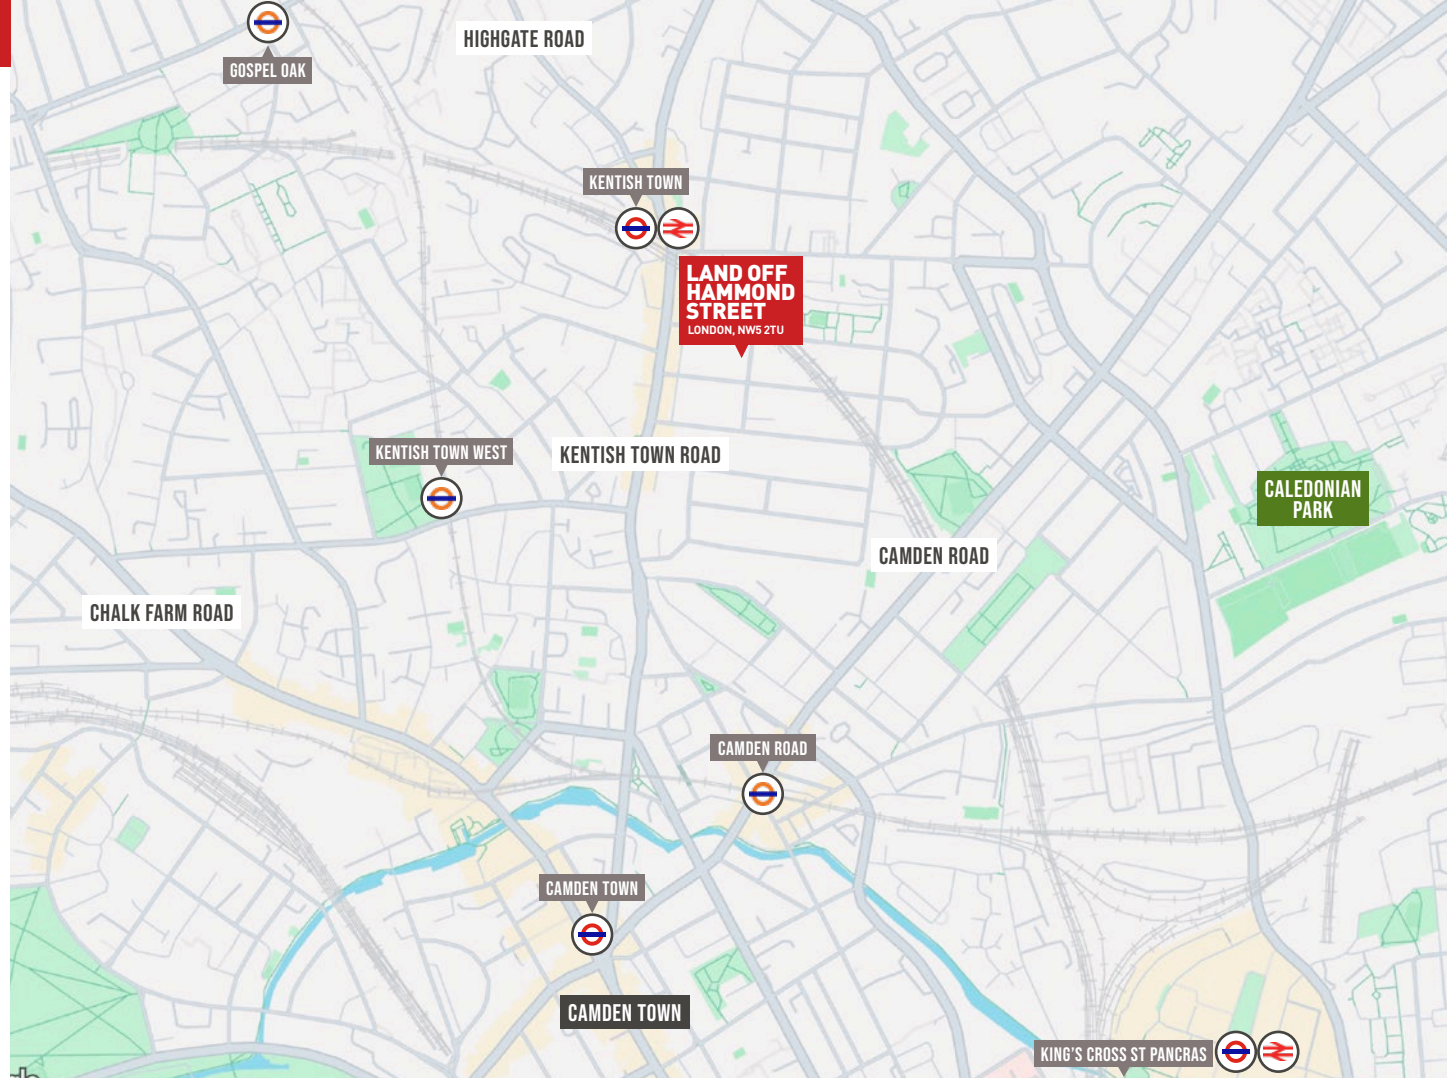 HIGHGATE ROAD
GOSPEL OAK
KENTISH TOWN
LAND OFF
HAMMOND
STREET
LONDON, NW5 2TU
KENTISH TOWN WEST
KENTISH TOWN ROAD
CALEDONIAN
PARK
CAMDEN ROAD
CHALK FARM ROAD
CAMDEN ROAD
CAMDEN TOWN
CAMDEN TOWN
KING'S CROSS ST PANCRAS